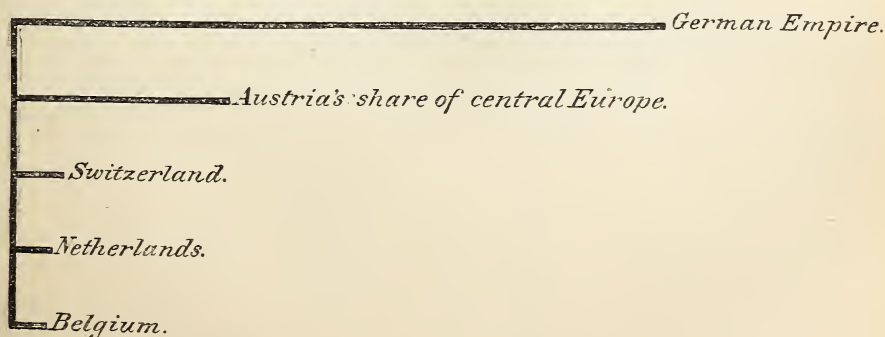 German Empire.
Austria's share of central Europe.
Switzerland.
Netherlands.
Belgium.